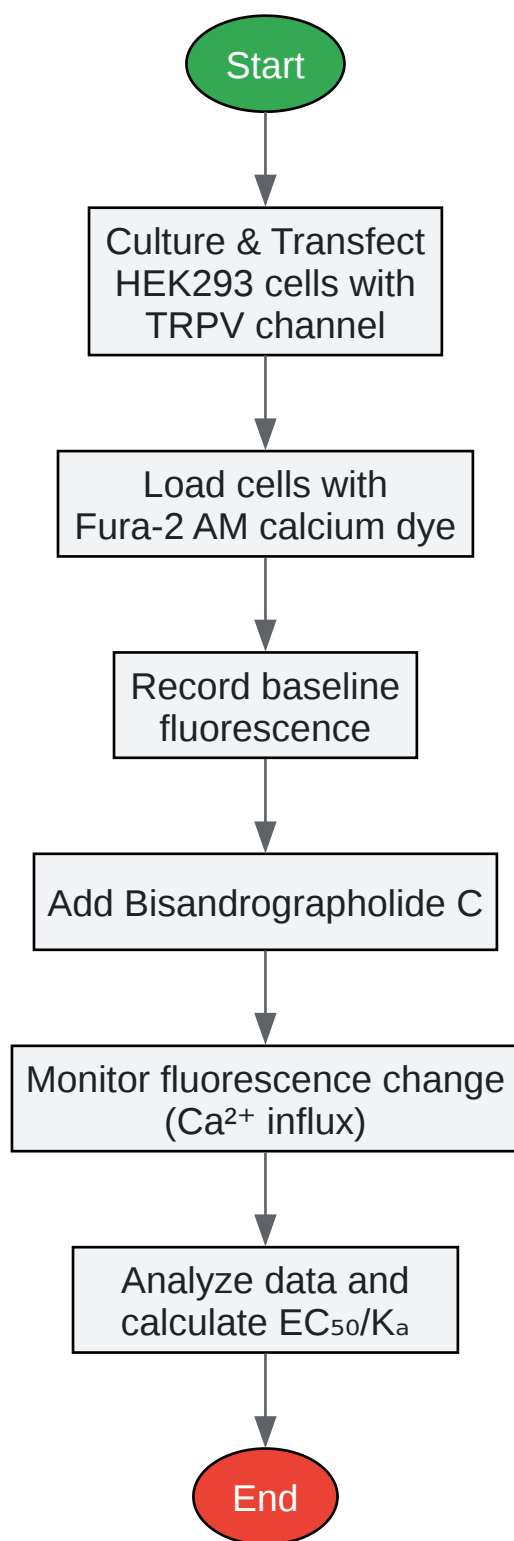 Start
Culture & Transfect
HEK293 cells with
TRPV channel
Load cells with
Fura-2 AM calcium dye
Record baseline
fluorescence
Add Bisandrographolide C
Monitor fluorescence change
(Ca²⁺ influx)
Analyze data and
calculate EC₅₀/Kₐ
End